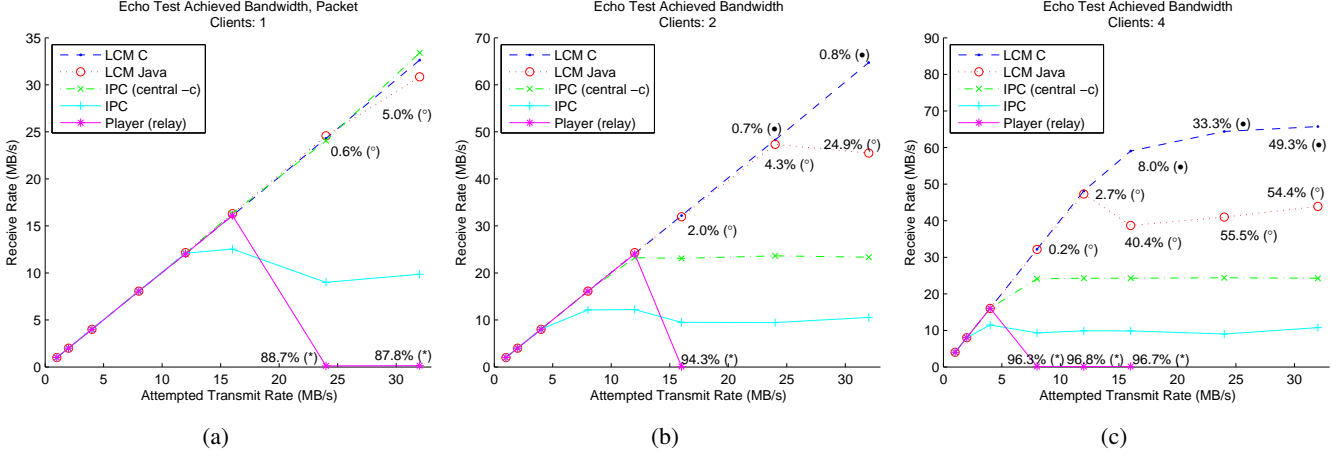 Echo Test Achieved Bandwidth, Packet
Clients: 1
35
30
25
20
15
10
5
0
Receive Rate (MB/s)
LCM C
LCM Java
IPC (central −c)
IPC
Player (relay)
5.0% (○)
0.6% (○)
88.7% (*)
87.8% (*)
0 5 10 15 20 25 30
Attempted Transmit Rate (MB/s)
(a)
Echo Test Achieved Bandwidth
Clients: 2
70
60
50
40
30
20
10
0
Receive Rate (MB/s)
LCM C
LCM Java
IPC (central −c)
IPC
Player (relay)
0.8% (●)
0.7% (●)
24.9% (○)
4.3% (○)
2.0% (○)
94.3% (*)
0 5 10 15 20 25 30
Attempted Transmit Rate (MB/s)
(b)
Echo Test Achieved Bandwidth
Clients: 4
90
80
70
60
50
40
30
20
10
0
Receive Rate (MB/s)
LCM C
LCM Java
IPC (central −c)
IPC
Player (relay)
33.3% (●)
49.3% (●)
8.0% (●)
54.4% (○)
2.7% (○)
55.5% (○)
40.4% (○)
0.2% (○)
96.3% (*) 96.8% (*) 96.7% (*)
0 5 10 15 20 25 30
Attempted Transmit Rate (MB/s)
(c)